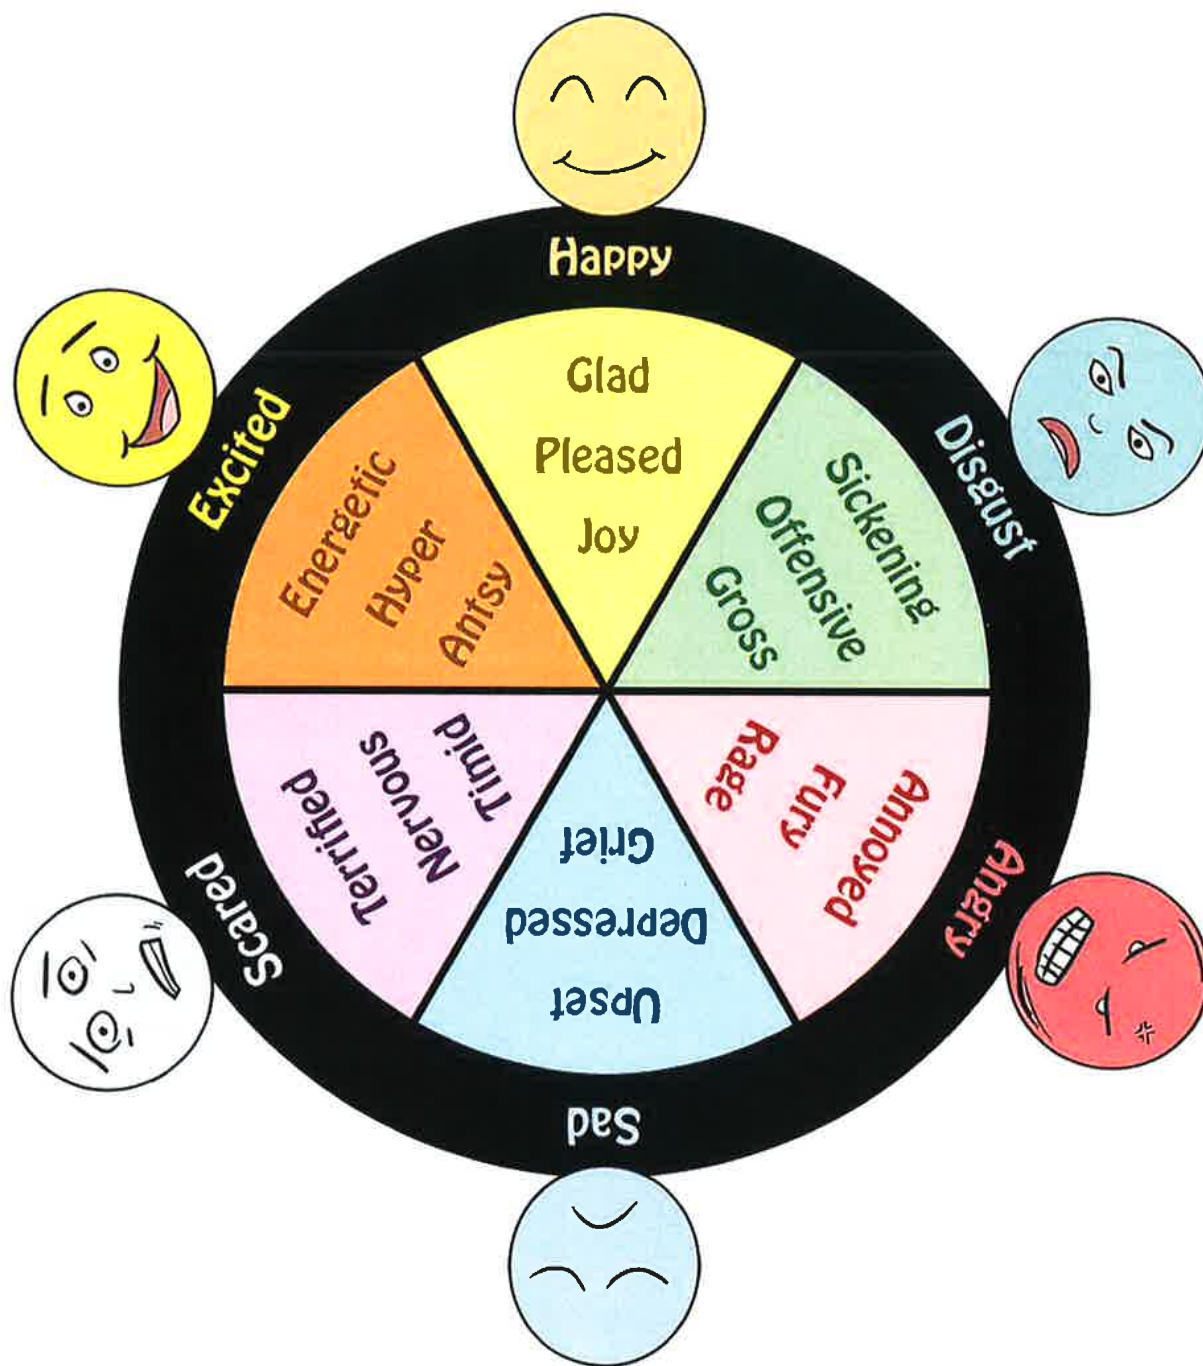 Happy
Glad
Pleased
Joy
Disgust
Sickening
Offensive
Gross
Angry
Annoyed
Fury
Rage
Sad
Upset
Depressed
Grief
Scared
Terrified
Nervous
Timid
Excited
Energetic
Hyper
Antsy